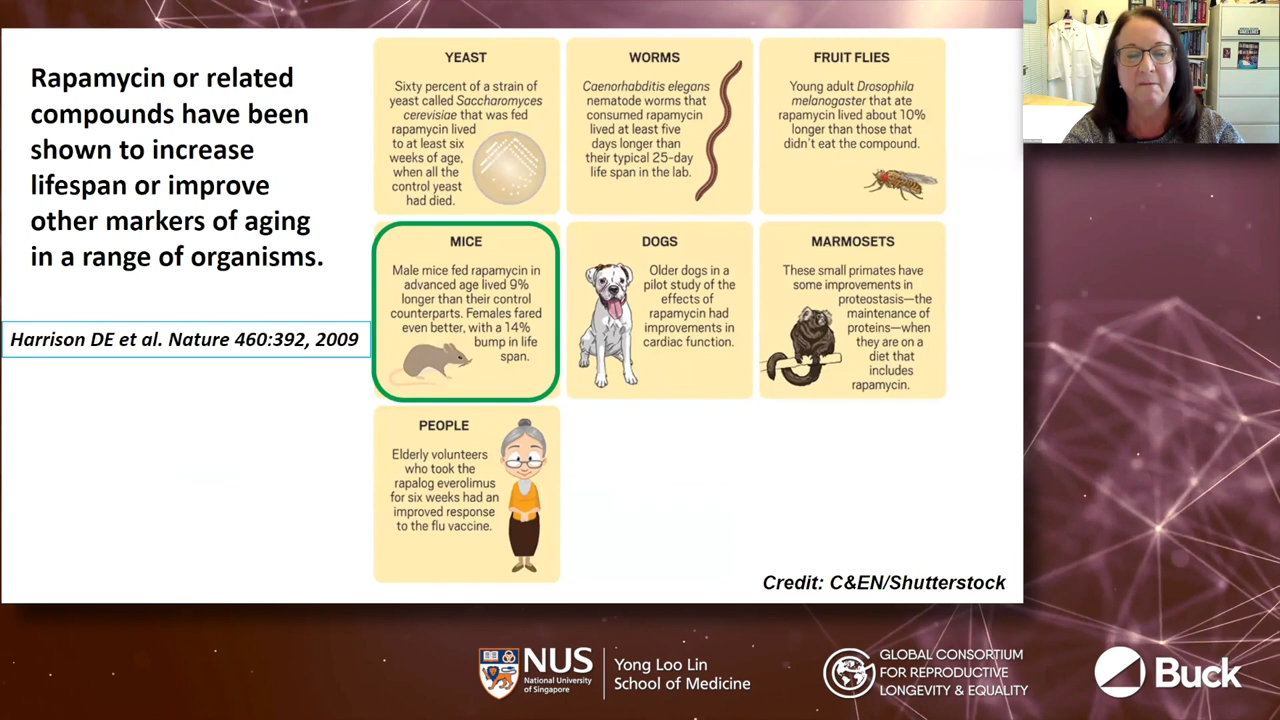 Rapamycin or related
compounds have been
shown to increase
lifespan or improve
other markers of aging
in a range of organisms.
Harrison DE et al. Nature 460:392, 2009
YEAST
Sixty percent of a strain of
yeast called Saccharomyces
cerevisiae that was fed
rapamycin lived
to at least six
weeks of age,
when all the
control yeast
had died.
WORMS
Caenorhabditis elegans
nematode worms that
consumed rapamycin
lived at least five
days longer than
their typical 25-day
life span in the lab.
FRUIT FLIES
Young adult Drosophila
melanogaster that ate
rapamycin lived about 10%
longer than those that
didn't eat the compound.
MICE
Male mice fed rapamycin in
advanced age lived 9%
longer than their control
counterparts. Females fared
even better, with a 14%
bump in life
span.
DOGS
Older dogs in a
pilot study of the
effects of
rapamycin had
improvements in
cardiac function.
MARMOSETS
These small primates have
some improvements in
proteostasis—the
maintenance of
proteins—when
they are on a
diet that
includes
rapamycin.
PEOPLE
Elderly volunteers
who took the
rapalog everolimus
for six weeks had an
improved response
to the flu vaccine.
Credit: C&EN/Shutterstock
NUS
National University
of Singapore
Yong Loo Lin
School of Medicine
GLOBAL CONSORTIUM
FOR REPRODUCTIVE
LONGEVITY & EQUALITY
Buck